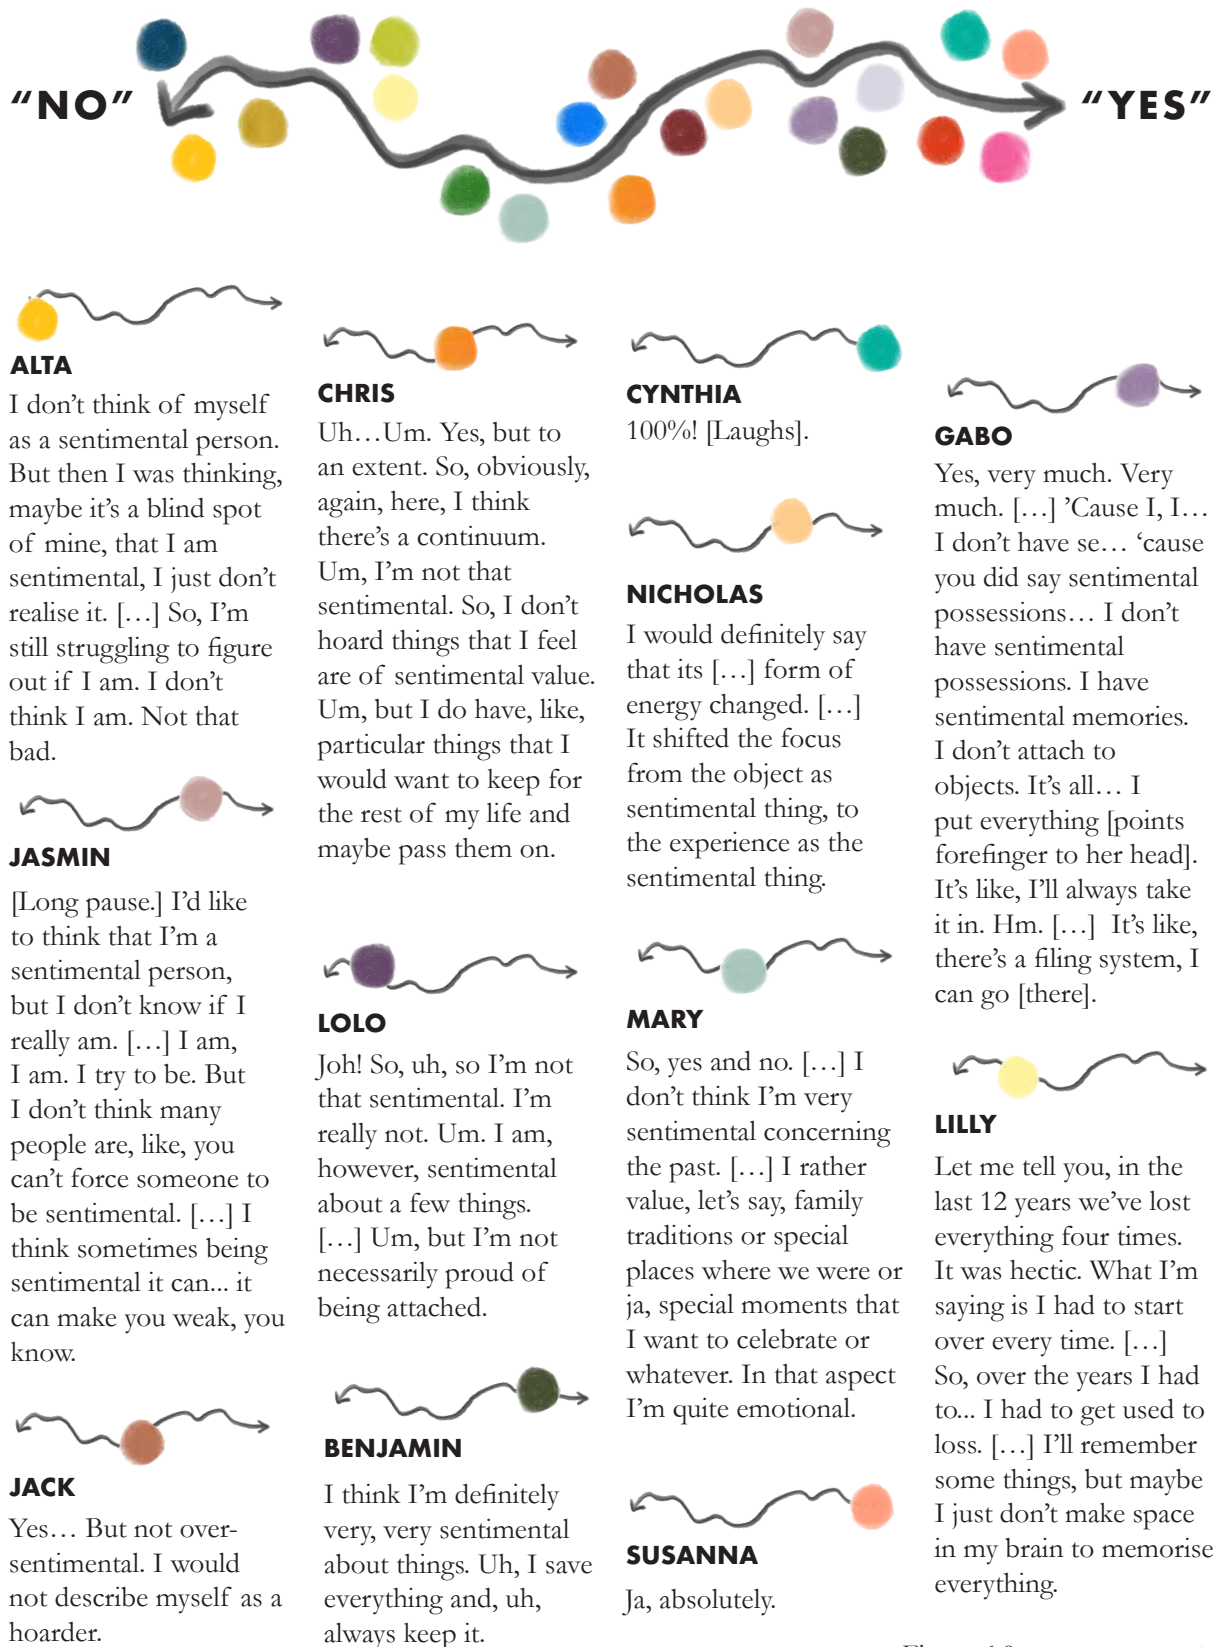 “NO”
“YES”
ALTA
I don’t think of myself
as a sentimental person.
But then I was thinking,
maybe it’s a blind spot
of mine, that I am
sentimental, I just don’t
realise it. […] So, I’m
still struggling to figure
out if I am. I don’t
think I am. Not that
bad.
JASMIN
[Long pause.] I’d like
to think that I’m a
sentimental person,
but I don’t know if I
really am. […] I am,
I am. I try to be. But
I don’t think many
people are, like, you
can’t force someone to
be sentimental. […] I
think sometimes being
sentimental it can... it
can make you weak, you
know.
JACK
Yes… But not over-
sentimental. I would
not describe myself as a
hoarder.
CHRIS
Uh…Um. Yes, but to
an extent. So, obviously,
again, here, I think
there’s a continuum.
Um, I’m not that
sentimental. So, I don’t
hoard things that I feel
are of sentimental value.
Um, but I do have, like,
particular things that I
would want to keep for
the rest of my life and
maybe pass them on.
LOLO
Joh! So, uh, so I’m not
that sentimental. I’m
really not. Um. I am,
however, sentimental
about a few things.
[…] Um, but I’m not
necessarily proud of
being attached.
BENJAMIN
I think I’m definitely
very, very sentimental
about things. Uh, I save
everything and, uh,
always keep it.
CYNTHIA
100%! [Laughs].
NICHOLAS
I would definitely say
that its […] form of
energy changed. […]
It shifted the focus
from the object as
sentimental thing, to
the experience as the
sentimental thing.
MARY
So, yes and no. […] I
don’t think I’m very
sentimental concerning
the past. […] I rather
value, let’s say, family
traditions or special
places where we were or
ja, special moments that
I want to celebrate or
whatever. In that aspect
I’m quite emotional.
SUSANNA
Ja, absolutely.
GABO
Yes, very much. Very
much. […] ’Cause I, I…
I don’t have se… ‘cause
you did say sentimental
possessions… I don’t
have sentimental
possessions. I have
sentimental memories.
I don’t attach to
objects. It’s all… I
put everything [points
forefinger to her head].
It’s like, I’ll always take
it in. Hm. […] It’s like,
there’s a filing system, I
can go [there].
LILLY
Let me tell you, in the
last 12 years we’ve lost
everything four times.
It was hectic. What I’m
saying is I had to start
over every time. […]
So, over the years I had
to... I had to get used to
loss. […] I’ll remember
some things, but maybe
I just don’t make space
in my brain to memorise
everything.